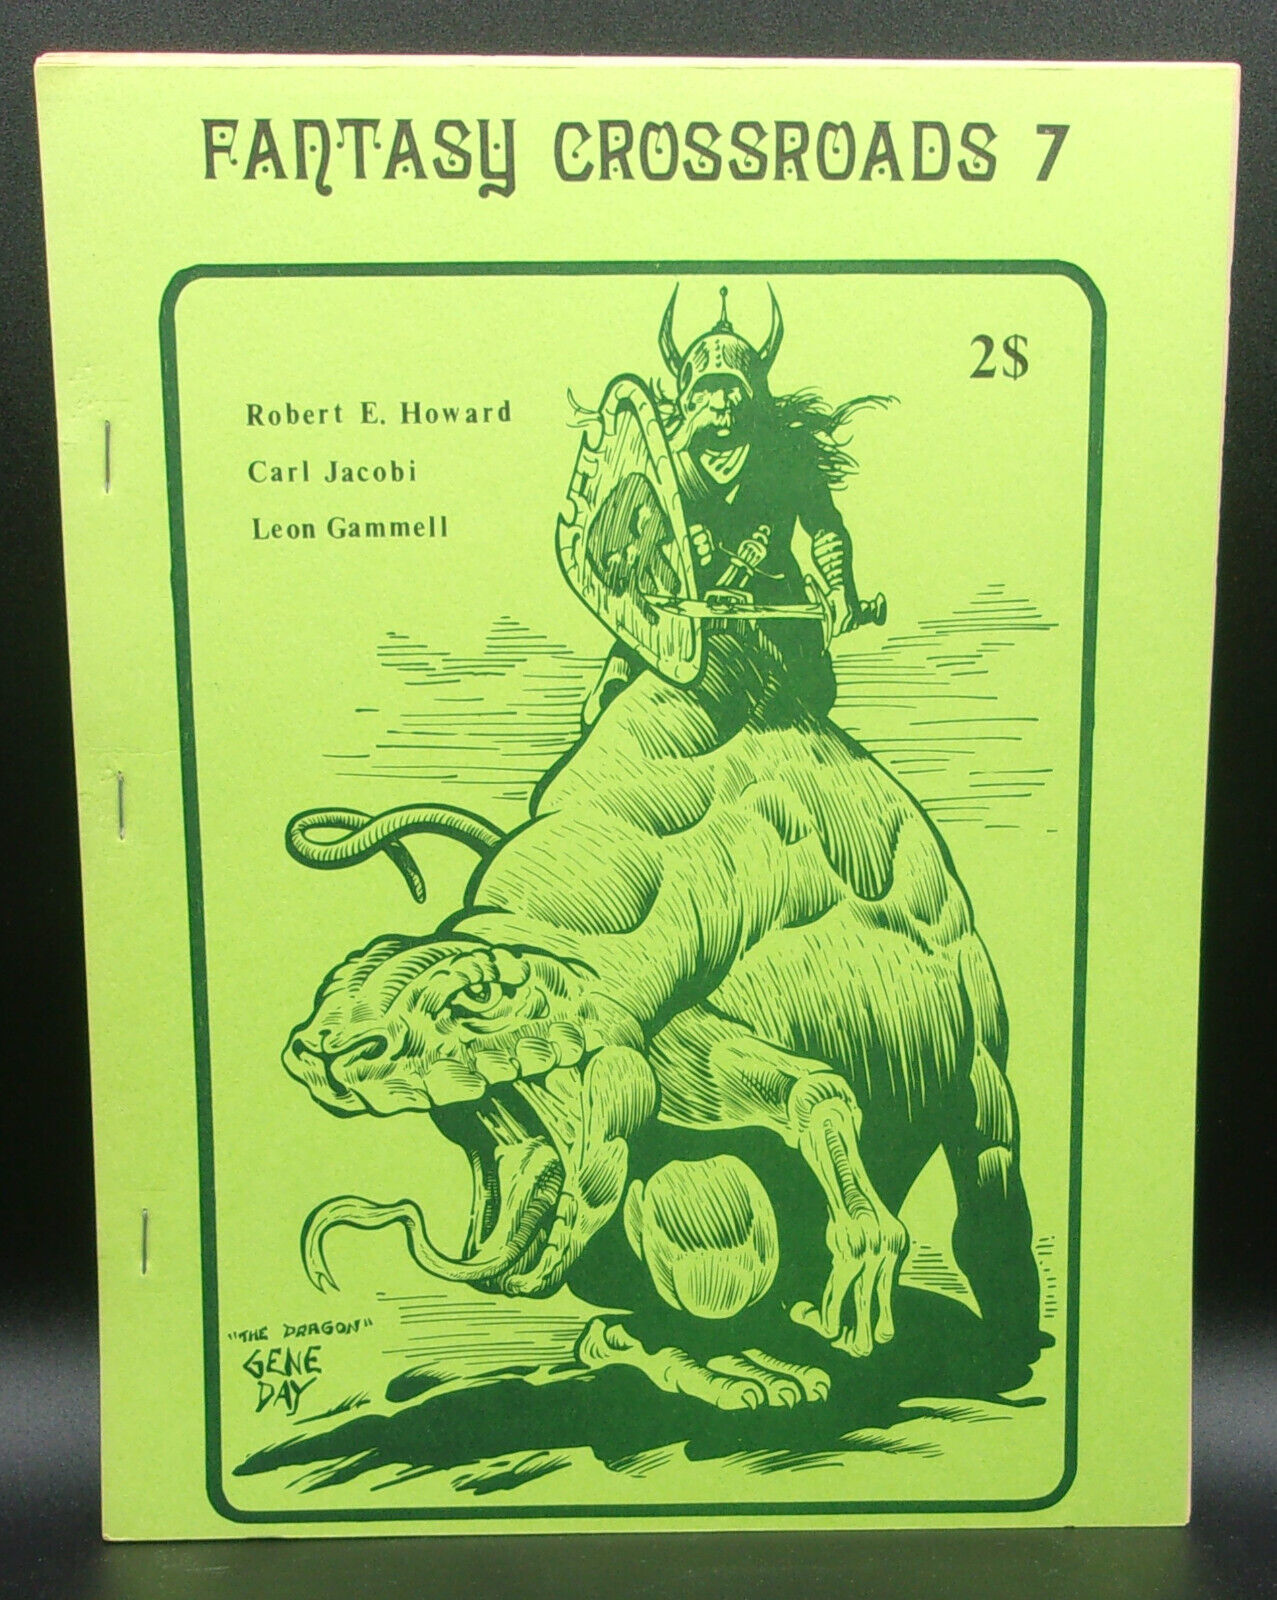 FANTASY CROSSROADS 7
2$
Robert E. Howard
Carl Jacobi
Leon Gammell
"THE DRAGON"
GENE
DAY